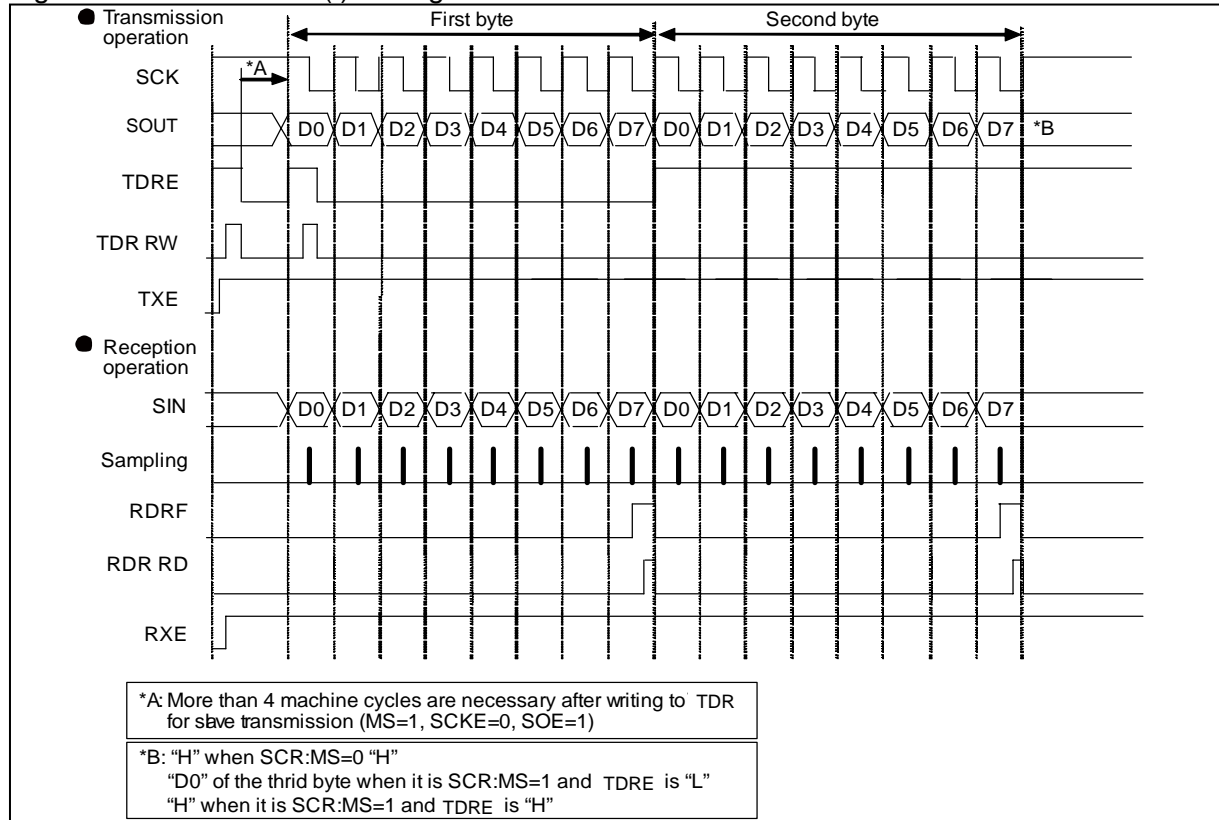 ● Transmission operation
First byte
Second byte
SCK
*A
SOUT
D0 D1 D2 D3 D4 D5 D6 D7 D0 D1 D2 D3 D4 D5 D6 D7
*B
TDRE
TDR RW
TXE
● Reception operation
SIN
D0 D1 D2 D3 D4 D5 D6 D7 D0 D1 D2 D3 D4 D5 D6 D7
Sampling
RDRF
RDR RD
RXE
*A: More than 4 machine cycles are necessary after writing to TDR
for slave transmission (MS=1, SCKE=0, SOE=1)
*B: “H” when SCR:MS=0 “H”
“D0” of the thrid byte when it is SCR:MS=1 and TDRE is “L”
“H” when it is SCR:MS=1 and TDRE is “H”